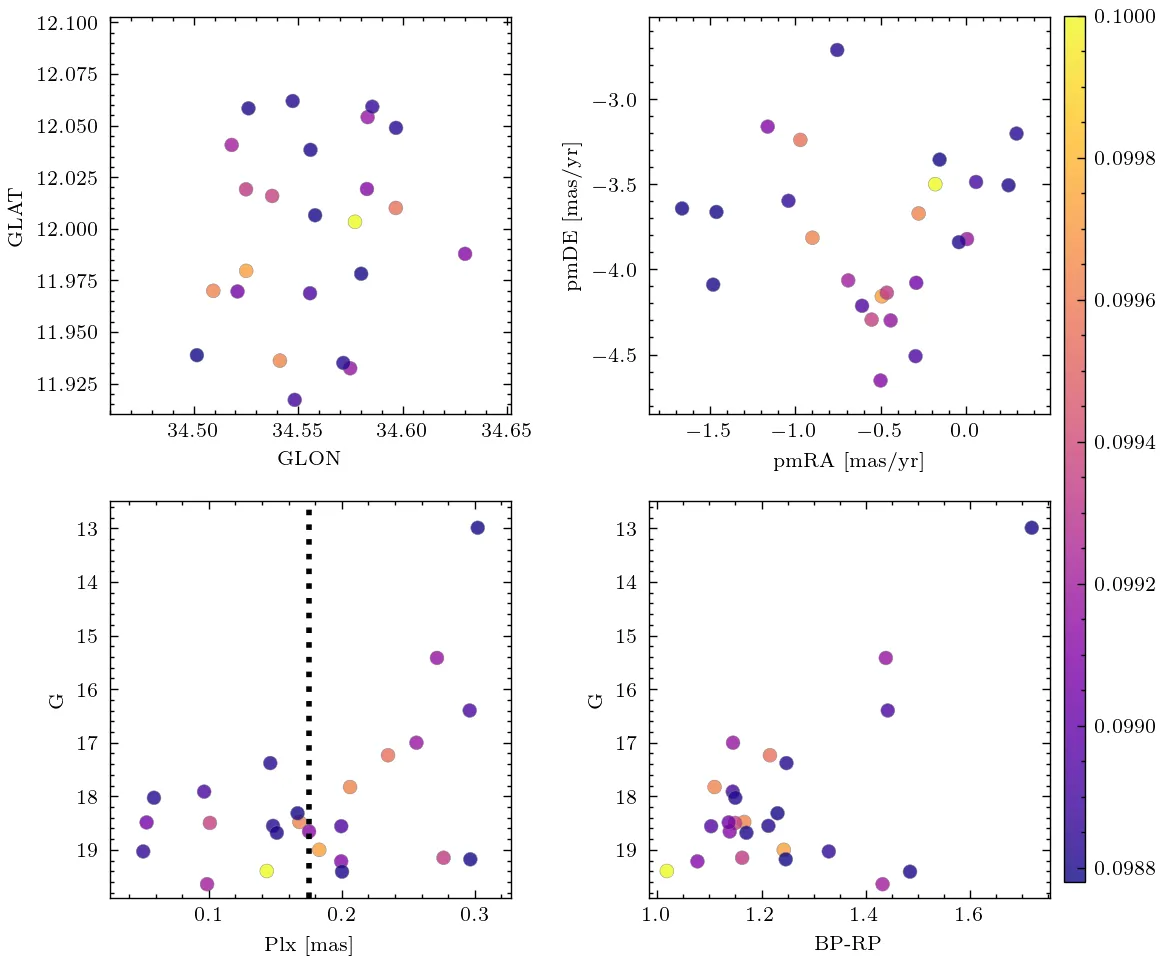 12.100
12.075
12.050
12.025
12.000
11.975
11.950
11.925
GLAT
34.50 34.55 34.60 34.65
GLON
−3.0
−3.5
−4.0
−4.5
pmDE [mas/yr]
−1.5 −1.0 −0.5 0.0
pmRA [mas/yr]
0.1000
0.0998
0.0996
0.0994
0.0992
0.0990
0.0988
13
14
15
16
17
18
19
G
0.1 0.2 0.3
Plx [mas]
13
14
15
16
17
18
19
G
1.0 1.2 1.4 1.6
BP-RP